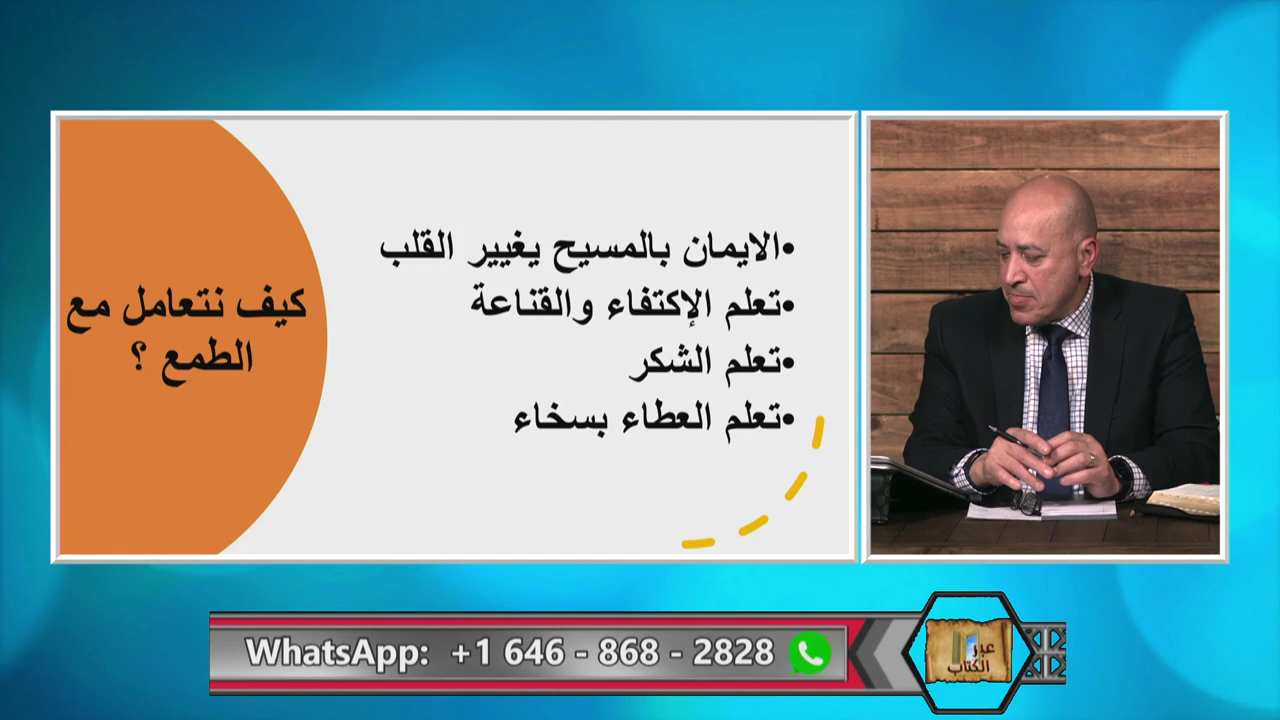 كيف نتعامل مع
الطمع ؟
•الايمان بالمسيح يغيير القلب
•تعلم الإكتفاء والقناعة
•تعلم الشكر
•تعلم العطاء بسخاء
WhatsApp: +1 646 - 868 - 2828
عبر
الكتاب